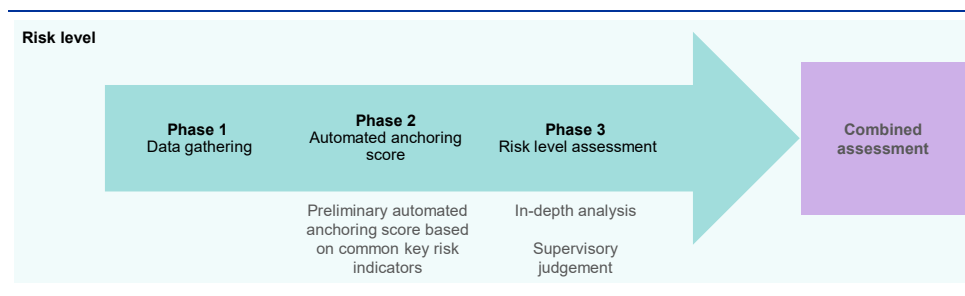 Risk level
Phase 1
Data gathering
Phase 2
Automated anchoring
score
Phase 3
Risk level assessment
Combined
assessment
Preliminary automated
anchoring score based
on common key risk
indicators
In-depth analysis
Supervisory
judgement